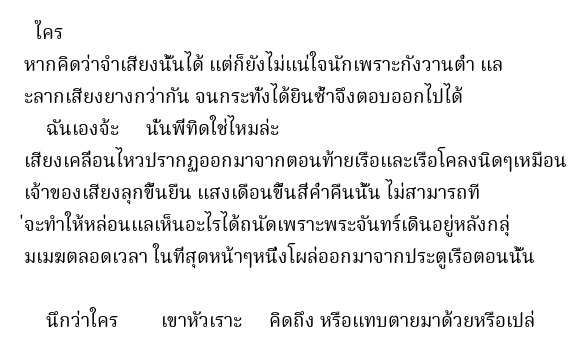 ใคร
หากคิดว่าจำเสียงนั้นได้ แต่ก็ยังไม่แน่ใจนักเพราะกังวานต่ำ แล
ะลากเสียงยางกว่ากัน จนกระทั่งได้ยินซ้ำจึงตอบออกไปได้
ฉันเองจ้ะ นั่นพี่ทิดใช่ไหมล่ะ
เสียงเคลื่อนไหวปรากฏออกมาจากตอนท้ายเรือและเรือโคลงนิดๆเหมือน
เจ้าของเสียงลุกขึ้นยืน แสงเดือนขึ้นสี่ค่ำคืนนั้น ไม่สามารถที
่จะทำให้หล่อนแลเห็นอะไรได้ถนัดเพราะพระจันทร์เดินอยู่หลังกลุ่
มเมฆตลอดเวลา ในที่สุดหน้าๆหนึ่งโผล่ออกมาจากประตูเรือตอนนั้น
นึกว่าใคร เขาหัวเราะ คิดถึง หรือแทบตายมาด้วยหรือเปล่